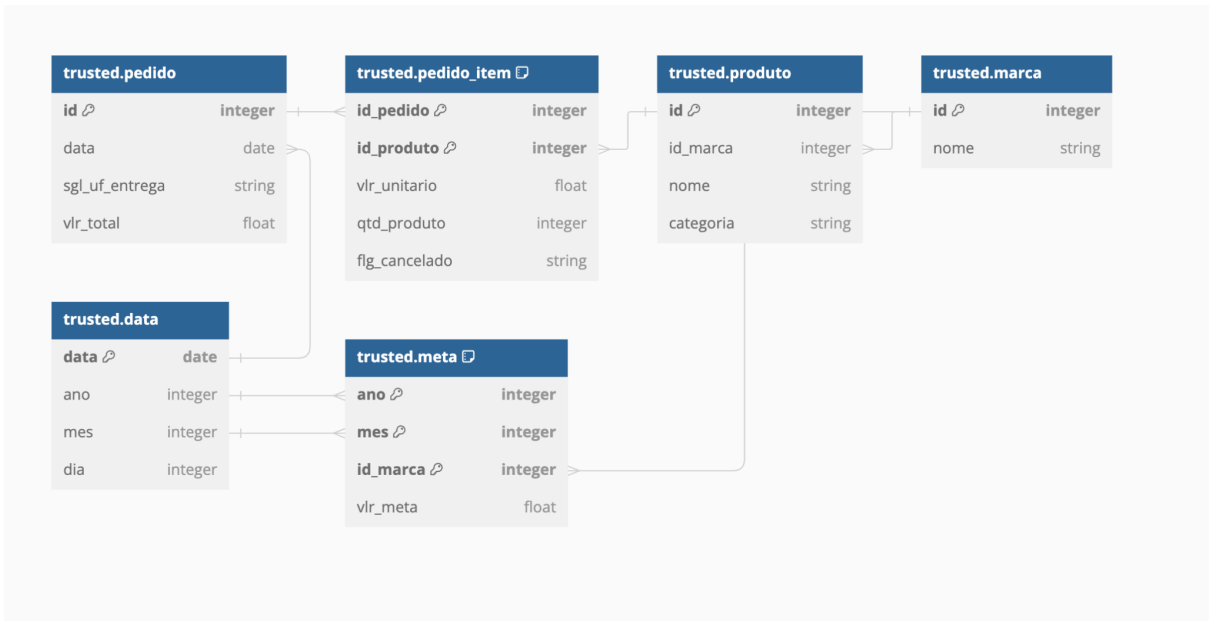 trusted.pedido
id integer
data date
sgl_uf_entrega string
vlr_total float
trusted.pedido_item
id_pedido integer
id_produto integer
vlr_unitario float
qtd_produto integer
flg_cancelado string
trusted.produto
id integer
id_marca integer
nome string
categoria string
trusted.marca
id integer
nome string
trusted.data
data date
ano integer
mes integer
dia integer
trusted.meta
ano integer
mes integer
id_marca integer
vlr_meta float